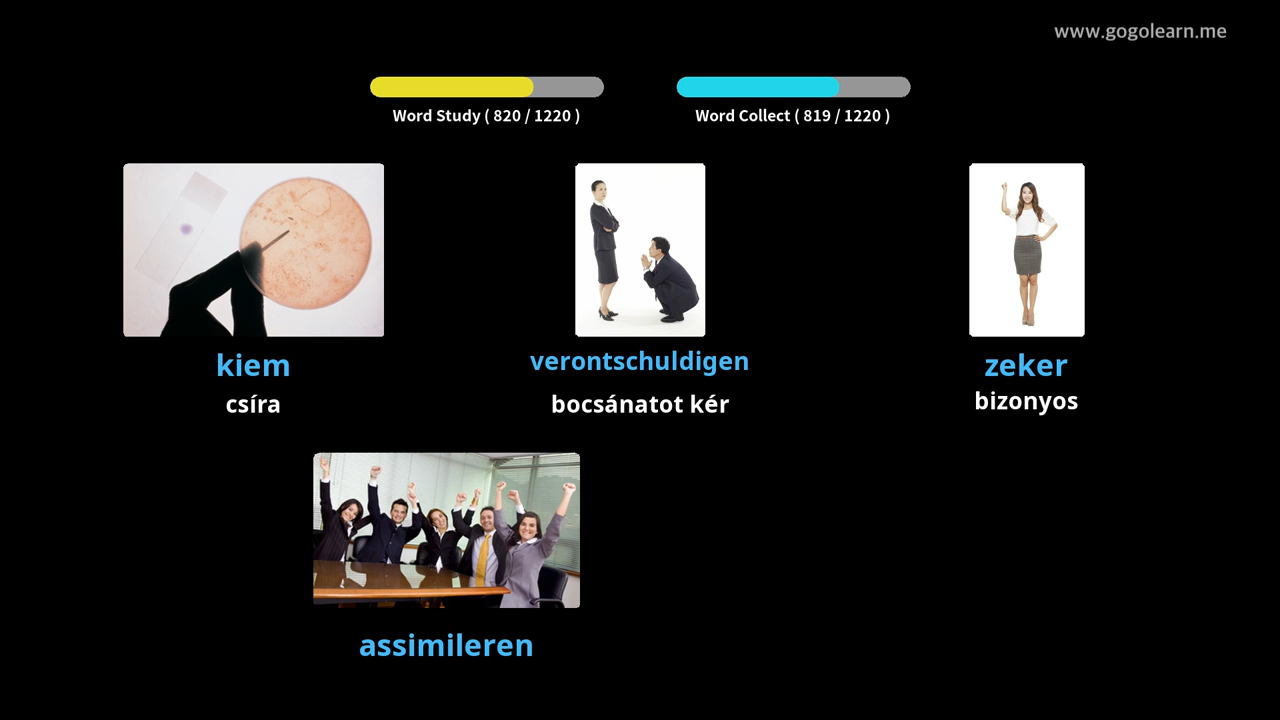 www.gogolearn.me
Word Study ( 820 / 1220 )
Word Collect ( 819 / 1220 )
kiem
verontschuldigen
zeker
csíra
bocsánatot kér
bizonyos
assimileren